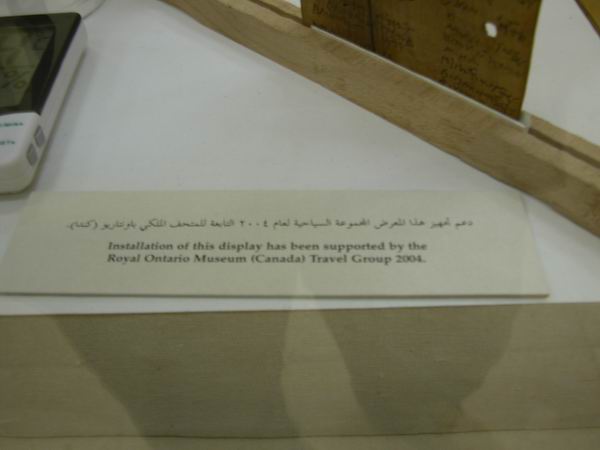 دعم تجهيز هذا المعرض المجموعة السياحية لعام ٢٠٠٤ التابعة للمتحف الملكي باونتاريو (كندا).
Installation of this display has been supported by the
Royal Ontario Museum (Canada) Travel Group 2004.